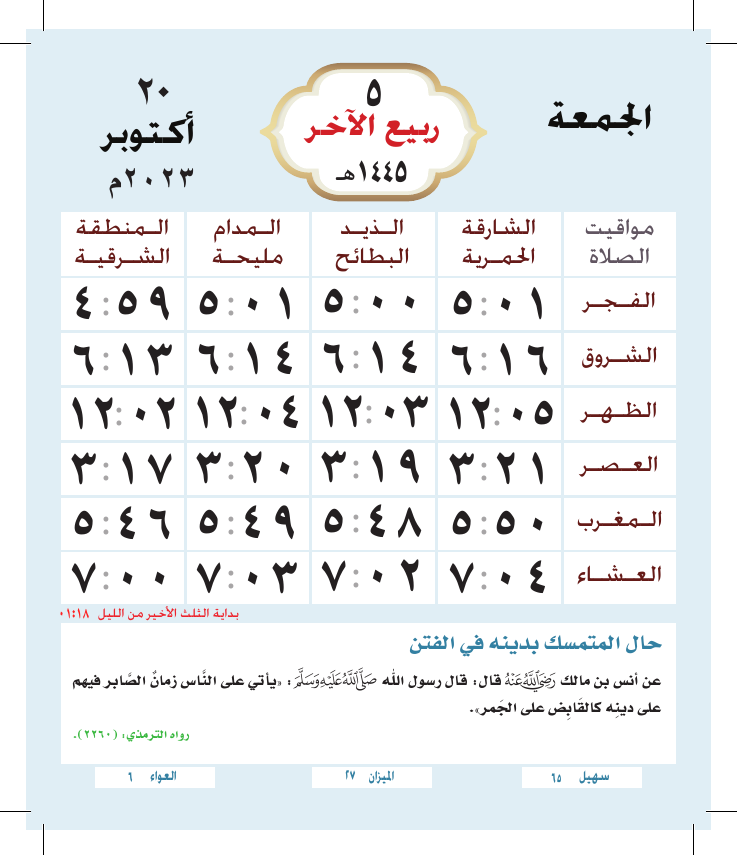 الجمعة
٥
ربيع الآخر
١٤٤٥هـ
٢٠
أكتوبر
٢٠٢٣م
مواقيت الصلاة | الشارقة الحمرية | الذيد البطائح | المدام مليحة | المنطقة الشرقية
الفجر ٥:٠١ ٥:٠٠ ٥:٠١ ٤:٥٩
الشروق ٦:١٦ ٦:١٤ ٦:١٤ ٦:١٣
الظهر ١٢:٠٥ ١٢:٠٣ ١٢:٠٤ ١٢:٠٢
العصر ٣:٢١ ٣:١٩ ٣:٢٠ ٣:١٧
المغرب ٥:٥٠ ٥:٤٨ ٥:٤٩ ٥:٤٦
العشاء ٧:٠٤ ٧:٠٢ ٧:٠٣ ٧:٠٠
بداية الثلث الأخير من الليل ٠١:١٨
حال المتمسك بدينه في الفتن
عن أنس بن مالك رَضِيَ اللَّهُ عَنْهُ قال: قال رسول الله صَلَّى اللَّهُ عَلَيْهِ وَسَلَّمَ: «يأتي على النَّاس زمانٌ الصَّابر فيهم
على دينِه كالقَابِض على الجَمر».
رواه الترمذي: (٢٢٦٠).
سهيل ٦٥
الميزان ٢٧
العواء ٦